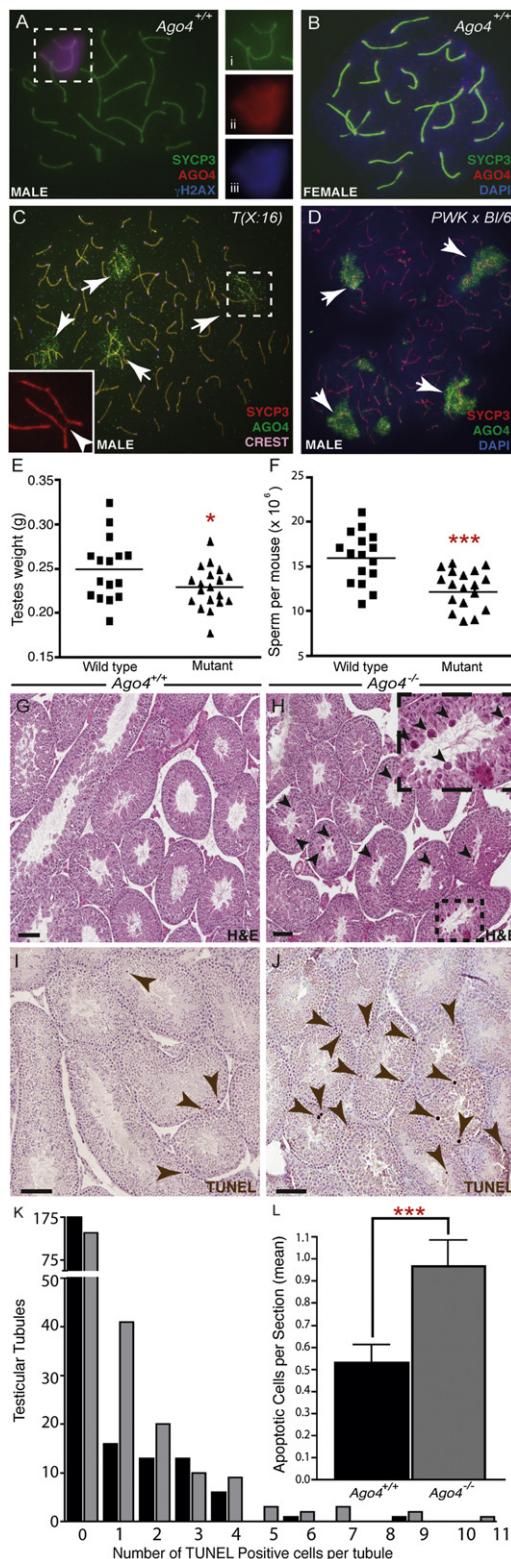 A
Ago4+/+
SYCP3
AGO4
γH2AX
MALE
i
ii
iii
B
Ago4+/+
SYCP3
AGO4
DAPI
FEMALE
C
T(X:16)
SYCP3
AGO4
CREST
MALE
D
PWK x Bl/6
SYCP3
AGO4
DAPI
MALE
E
Testes weight (g)
0.35
0.25
0.15
*
Wild type
Mutant
F
Sperm per mouse (x 10^6)
25
20
15
10
5
***
Wild type
Mutant
Ago4+/+
Ago4-/-
G
H&E
H
H&E
I
TUNEL
J
TUNEL
K
Testicular Tubules
175
75
50
40
30
20
10
0
0 1 2 3 4 5 6 7 8 9 10 11
Number of TUNEL Positive cells per tubule
L
***
Apoptotic Cells per Section (mean)
1.1
1.0
0.9
0.8
0.7
0.6
0.5
0.4
0.3
0.2
0.1
0.0
Ago4+/+
Ago4-/-